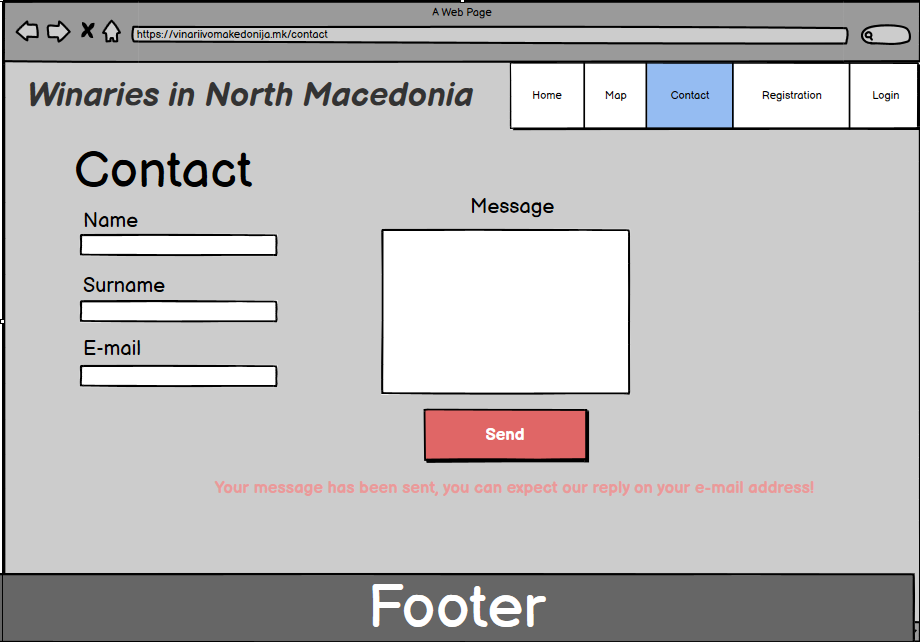 A Web Page
https://vinariivomakedonija.mk/contact
Winaries in North Macedonia
Home
Map
Contact
Registration
Login
Contact
Name
Surname
E-mail
Message
Send
Your message has been sent, you can expect our reply on your e-mail address!
Footer